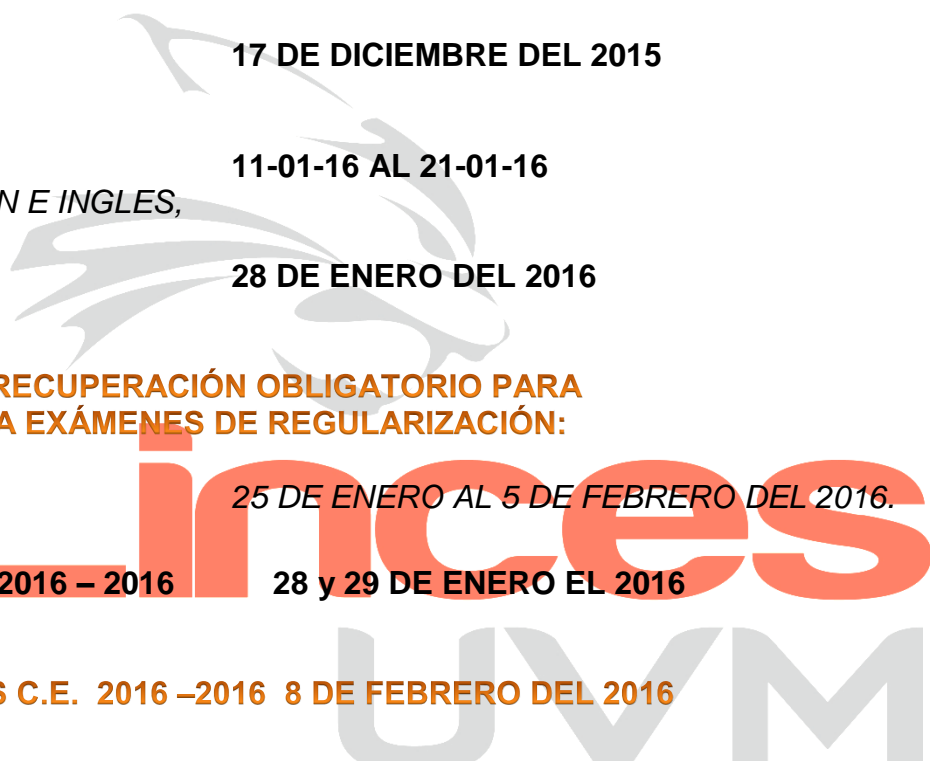 17 DE DICIEMBRE DEL 2015
11-01-16 AL 21-01-16
N E INGLES,
28 DE ENERO DEL 2016
RECUPERACIÓN OBLIGATORIO PARA
A EXÁMENES DE REGULARIZACIÓN:
Linces
25 DE ENERO AL 5 DE FEBRERO DEL 2016.
2016 – 2016 28 y 29 DE ENERO EL 2016
S C.E. 2016 –2016 8 DE FEBRERO DEL 2016
UVM